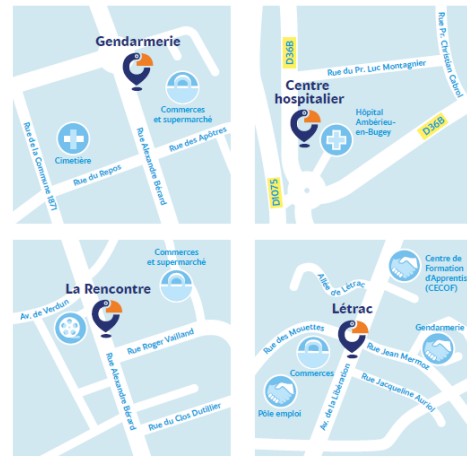 Gendarmerie
Commerces
et supermarché
Rue de la Commune 1871
Cimetière
Rue du Repos
Rue Alexandre Bérard
Rue des Apôtres
D36B
Rue Pr. Christian Cabrol
Rue du Pr. Luc Montagnier
Centre
hospitalier
Hôpital
Ambérieu-
en-Bugey
D36B
D1075
Commerces
et supermarché
La Rencontre
Av. de Verdun
Rue Roger Vailland
Rue Alexandre Bérard
Rue du Clos Dutillier
Centre de
Formation
d'Apprentis
(CECOF)
Allée
de Létrac
Létrac
Gendarmerie
Rue des Mouettes
Rue Jean Mermoz
Commerces
Rue Jacqueline Auriol
Pôle emploi
Av. de la Libération